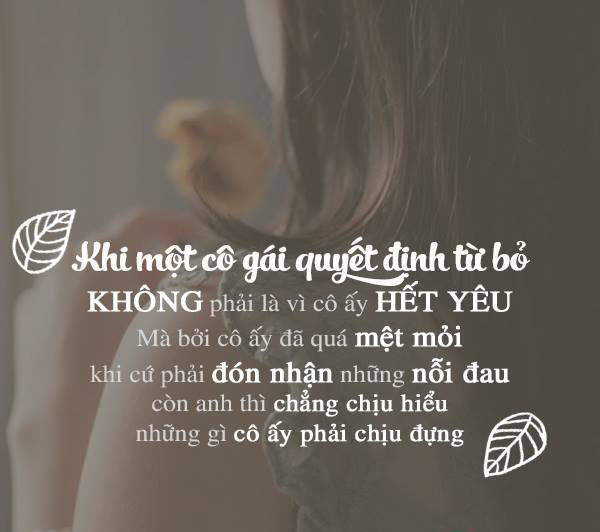 Khi một cô gái quyết định từ bỏ
KHÔNG phải là vì cô ấy HẾT YÊU
Mà bởi cô ấy đã quá mệt mỏi
khi cứ phải đón nhận những nỗi đau
còn anh thì chẳng chịu hiểu
những gì cô ấy phải chịu đựng